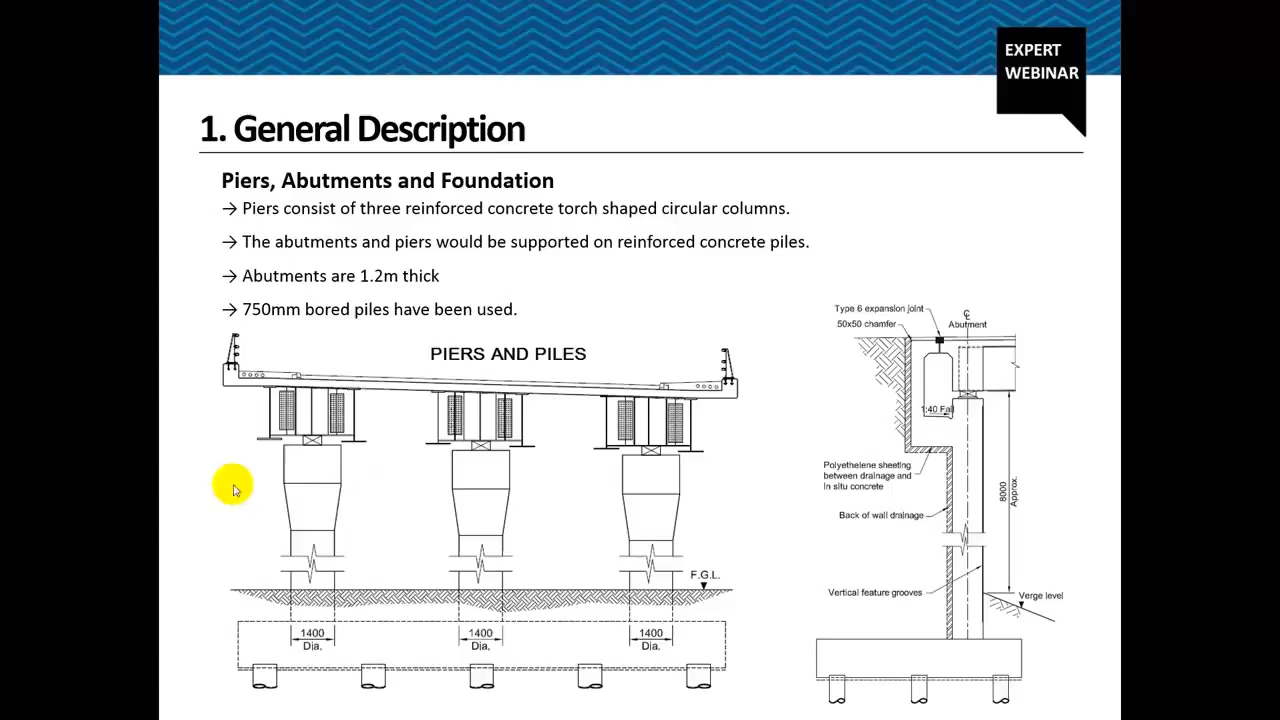 EXPERT
WEBINAR
1. General Description
Piers, Abutments and Foundation
→ Piers consist of three reinforced concrete torch shaped circular columns.
→ The abutments and piers would be supported on reinforced concrete piles.
→ Abutments are 1.2m thick
→ 750mm bored piles have been used.
PIERS AND PILES
F.G.L.
1400
Dia.
1400
Dia.
1400
Dia.
Type 6 expansion joint
50x50 chamfer
℄
Abutment
1:40 Fall
Polyethelene sheeting
between drainage and
In situ concrete
Back of wall drainage
8000
Approx.
Vertical feature grooves
Verge level